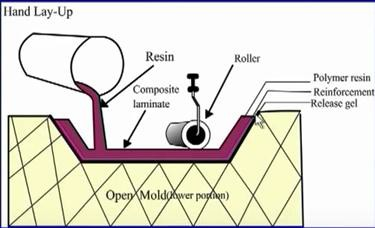 Hand Lay-Up
Resin
Roller
Composite
laminate
Polymer resin
Reinforcement
Release gel
Open Mold(lower portion)